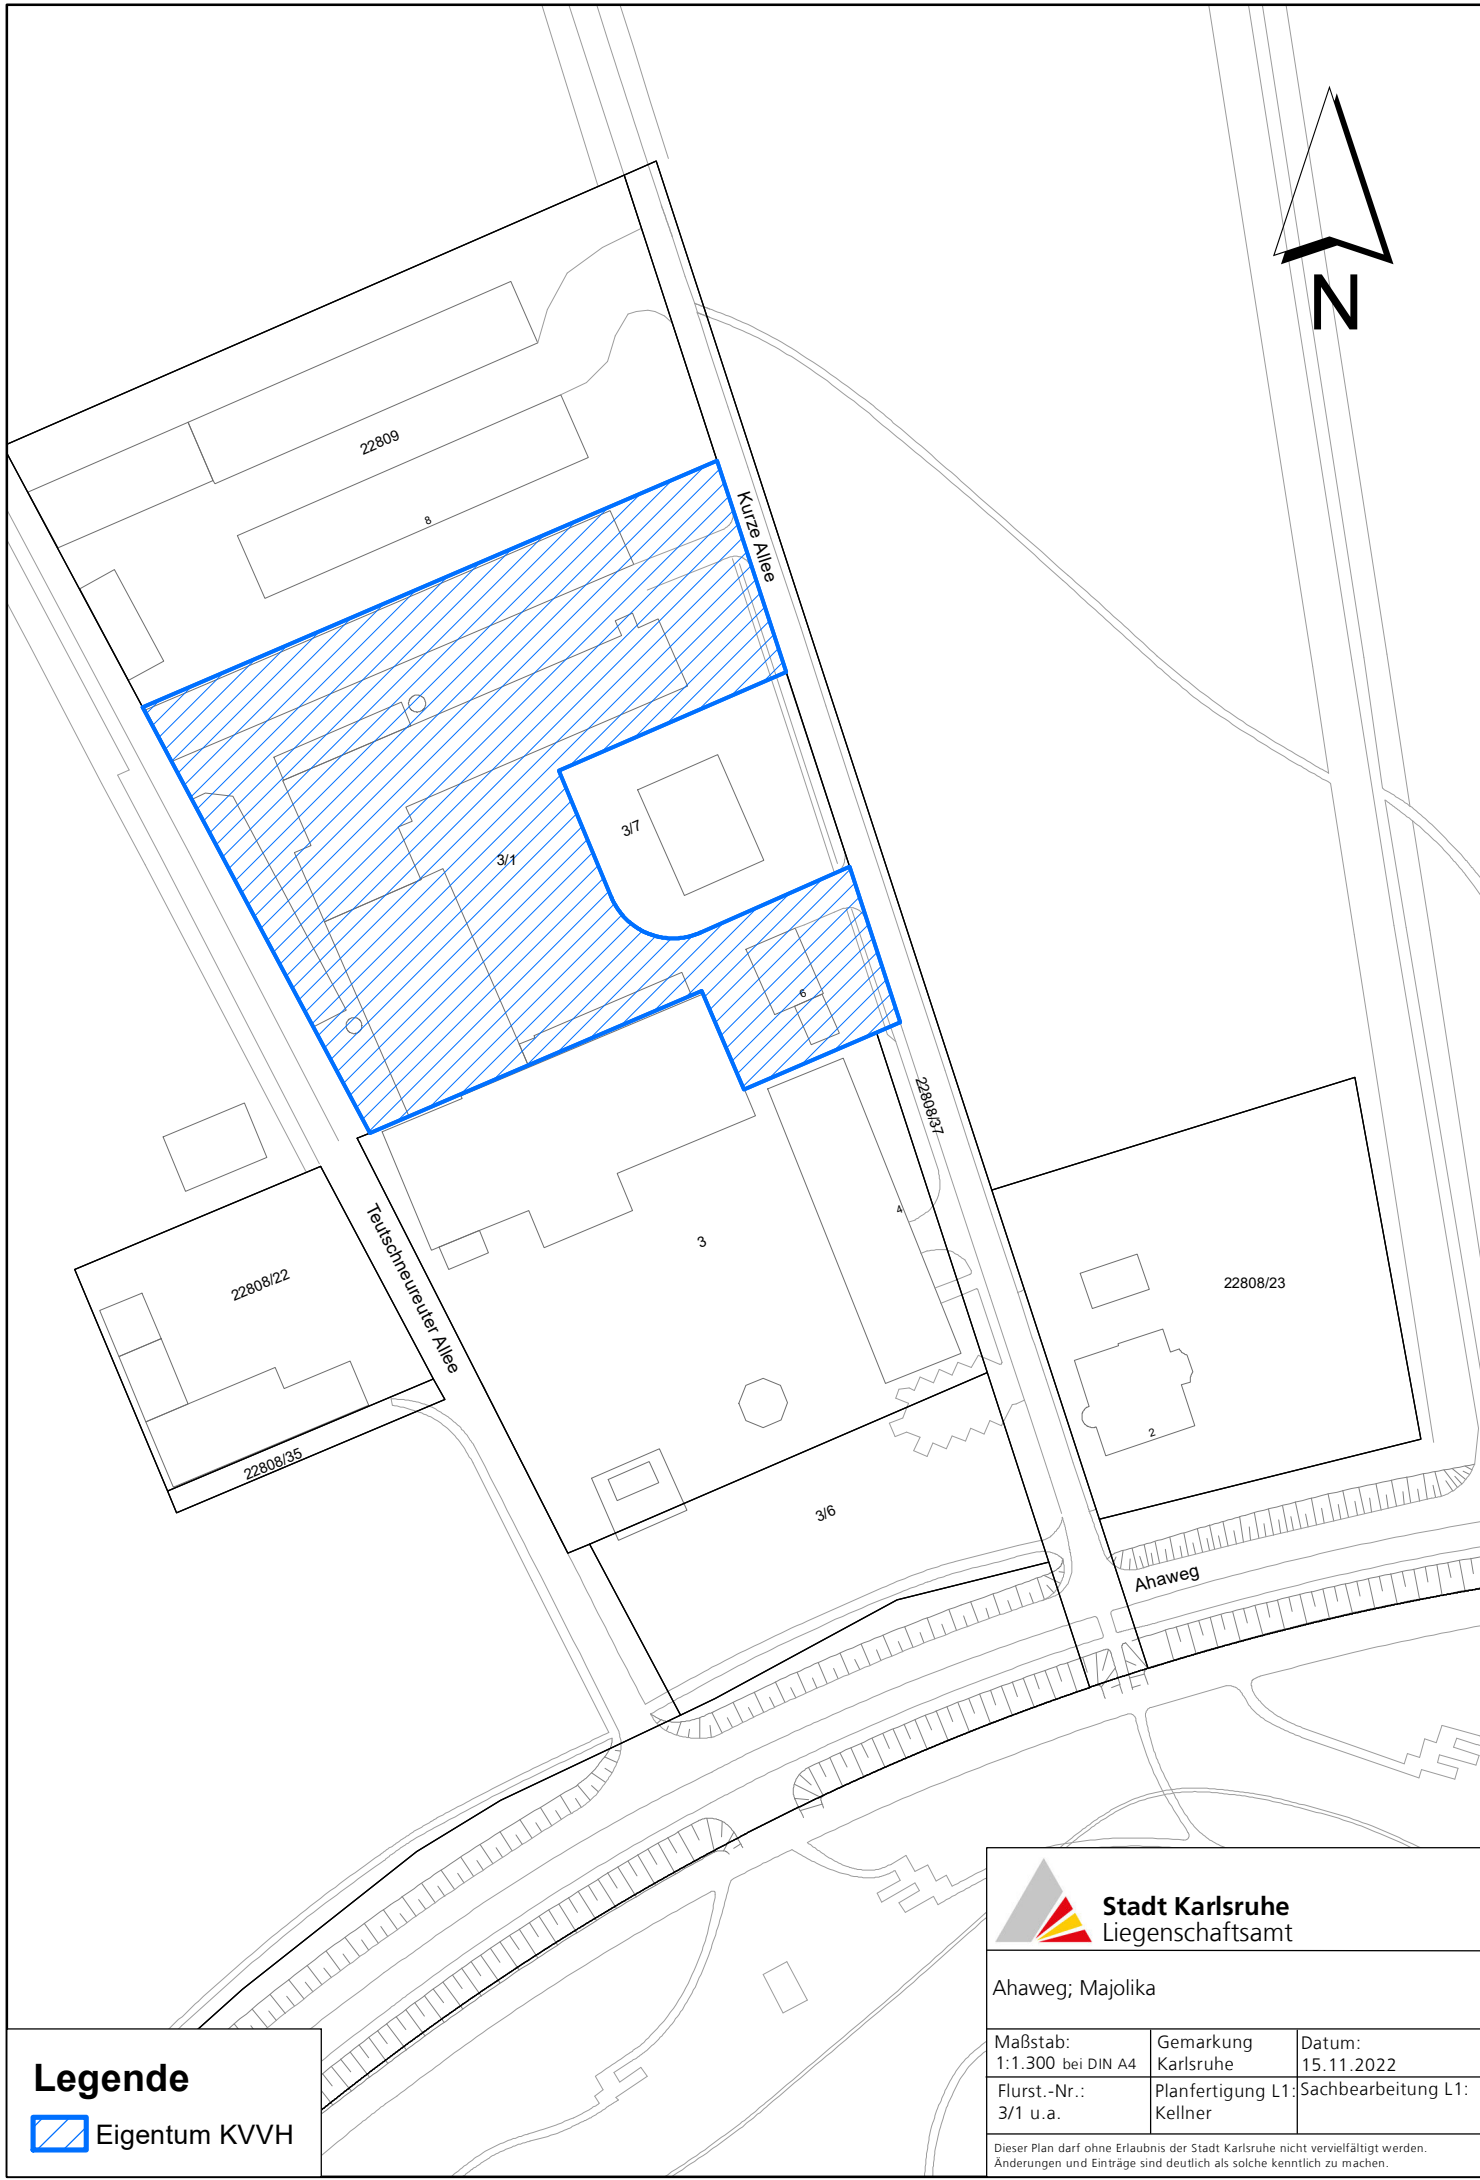 N
22809
8
Kurze Allee
3/7
3/1
6
22808/37
4
3
Teutschneureuter Allee
22808/22
22808/23
2
22808/35
3/6
Ahaweg
Stadt Karlsruhe
Liegenschaftsamt
Ahaweg; Majolika
Maßstab:
1:1.300 bei DIN A4
Gemarkung
Karlsruhe
Datum:
15.11.2022
Flurst.-Nr.:
3/1 u.a.
Planfertigung L1:
Kellner
Sachbearbeitung L1:
Dieser Plan darf ohne Erlaubnis der Stadt Karlsruhe nicht vervielfältigt werden.
Änderungen und Einträge sind deutlich als solche kenntlich zu machen.
Legende
Eigentum KVVH